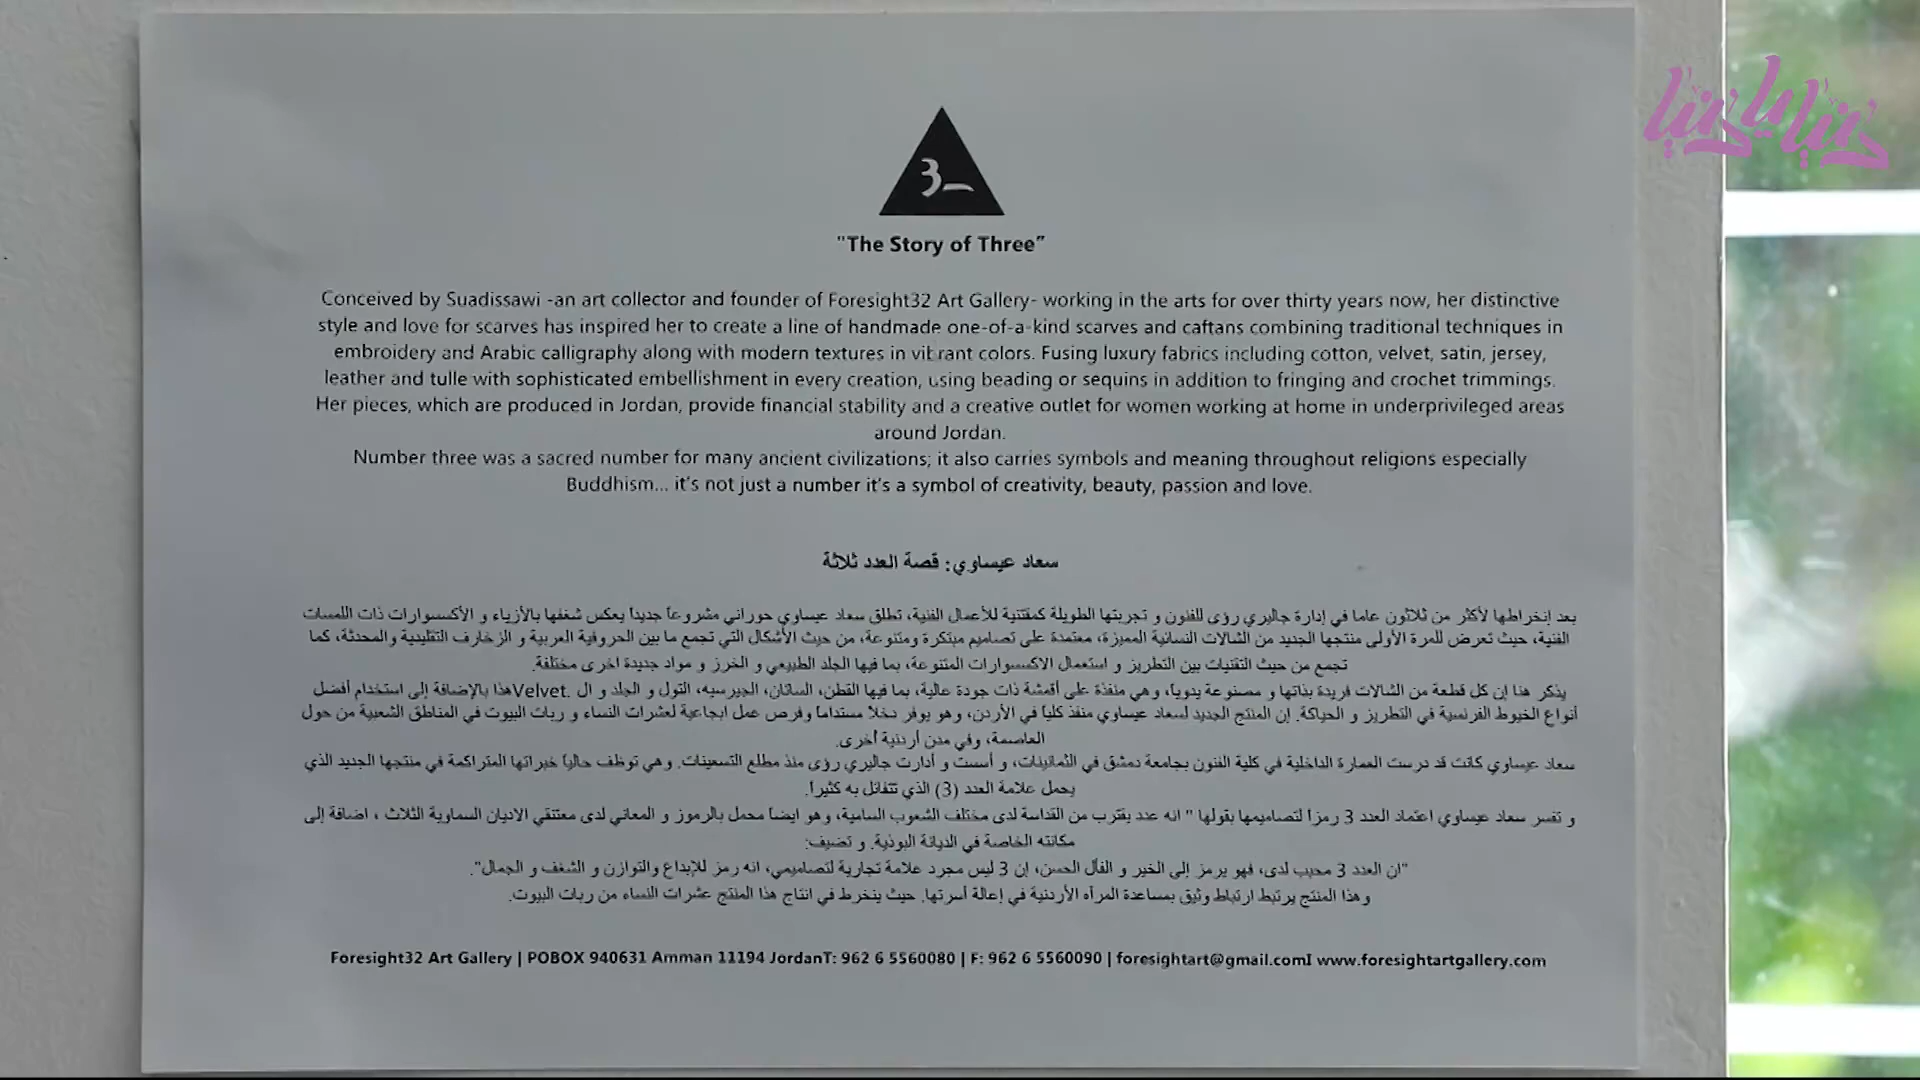 3
"The Story of Three”
Conceived by Suadissawi -an art collector and founder of Foresight32 Art Gallery- working in the arts for over thirty years now, her distinctive
style and love for scarves has inspired her to create a line of handmade one-of-a-kind scarves and caftans combining traditional techniques in
embroidery and Arabic calligraphy along with modern textures in vibrant colors. Fusing luxury fabrics including cotton, velvet, satin, jersey,
leather and tulle with sophisticated embellishment in every creation, using beading or sequins in addition to fringing and crochet trimmings.
Her pieces, which are produced in Jordan, provide financial stability and a creative outlet for women working at home in underprivileged areas
around Jordan.
Number three was a sacred number for many ancient civilizations; it also carries symbols and meaning throughout religions especially
Buddhism... it’s not just a number it’s a symbol of creativity, beauty, passion and love.
سعاد عيساوي: قصة العدد ثلاثة
بعد إنخراطها لأكثر من ثلاثون عاما في إدارة جاليري رؤى للفنون و تجربتها الطويلة كمقتنية للأعمال الفنية، تطلق سعاد عيساوي حوراني مشروعاً جديداً يعكس شغفها بالأزياء و الأكسسوارات ذات اللمسات
الفنية، حيث تعرض للمرة الأولى منتجها الجديد من الشالات النسائية المميزة، معتمدة على تصاميم مبتكرة ومتنوعة، من حيث الأشكال التي تجمع ما بين الحروفية العربية و الزخارف التقليدية والمحدثة، كما
تجمع من حيث التقنيات بين التطريز و استعمال الاكسسوارات المتنوعة، بما فيها الجلد الطبيعي و الخرز و مواد جديدة اخرى مختلفة.
يذكر هنا إن كل قطعة من الشالات فريدة بذاتها و مصنوعة يدوياً، وهي منفذة على أقمشة ذات جودة عالية، بما فيها القطن، الساتان، الجيرسيه، التول و الجلد و ال .Velvetهذا بالإضافة إلى استخدام أفضل
أنواع الخيوط الفرنسية في التطريز و الحياكة. إن المنتج الجديد لسعاد عيساوي منفذ كلياً في الأردن، وهو يوفر دخلاً مستداماً وفرص عمل ابجاعية لعشرات النساء و ربات البيوت في المناطق الشعبية من حول
العاصمة، وفي مدن أردنية أخرى.
سعاد عيساوي كانت قد درست العمارة الداخلية في كلية الفنون بجامعة دمشق في الثمانينات، و أسست و أدارت جاليري رؤى منذ مطلع التسعينات. وهي توظف حالياً خبراتها المتراكمة في منتجها الجديد الذي
يحمل علامة العدد (3) الذي تتفائل به كثيراً.
و تفسر سعاد عيساوي اعتماد العدد 3 رمزا لتصاميمها بقولها " انه عدد يقترب من القداسة لدى مختلف الشعوب السامية، وهو ايضاً محمل بالرموز و المعاني لدى معتنقي الاديان السماوية الثلاث ، اضافة إلى
مكانته الخاصة في الديانة البوذية. و تضيف:
"ان العدد 3 محبب لدى، فهو يرمز إلى الخير و الفأل الحسن، إن 3 ليس مجرد علامة تجارية لتصاميمي، انه رمز للإبداع والتوازن و الشغف و الجمال".
وهذا المنتج يرتبط ارتباط وثيق بمساعدة المرأه الأردنية في إعالة أسرتها. حيث ينخرط في انتاج هذا المنتج عشرات النساء من ربات البيوت.
Foresight32 Art Gallery | POBOX 940631 Amman 11194 JordanT: 962 6 5560080 | F: 962 6 5560090 | foresightart@gmail.comI www.foresightartgallery.com